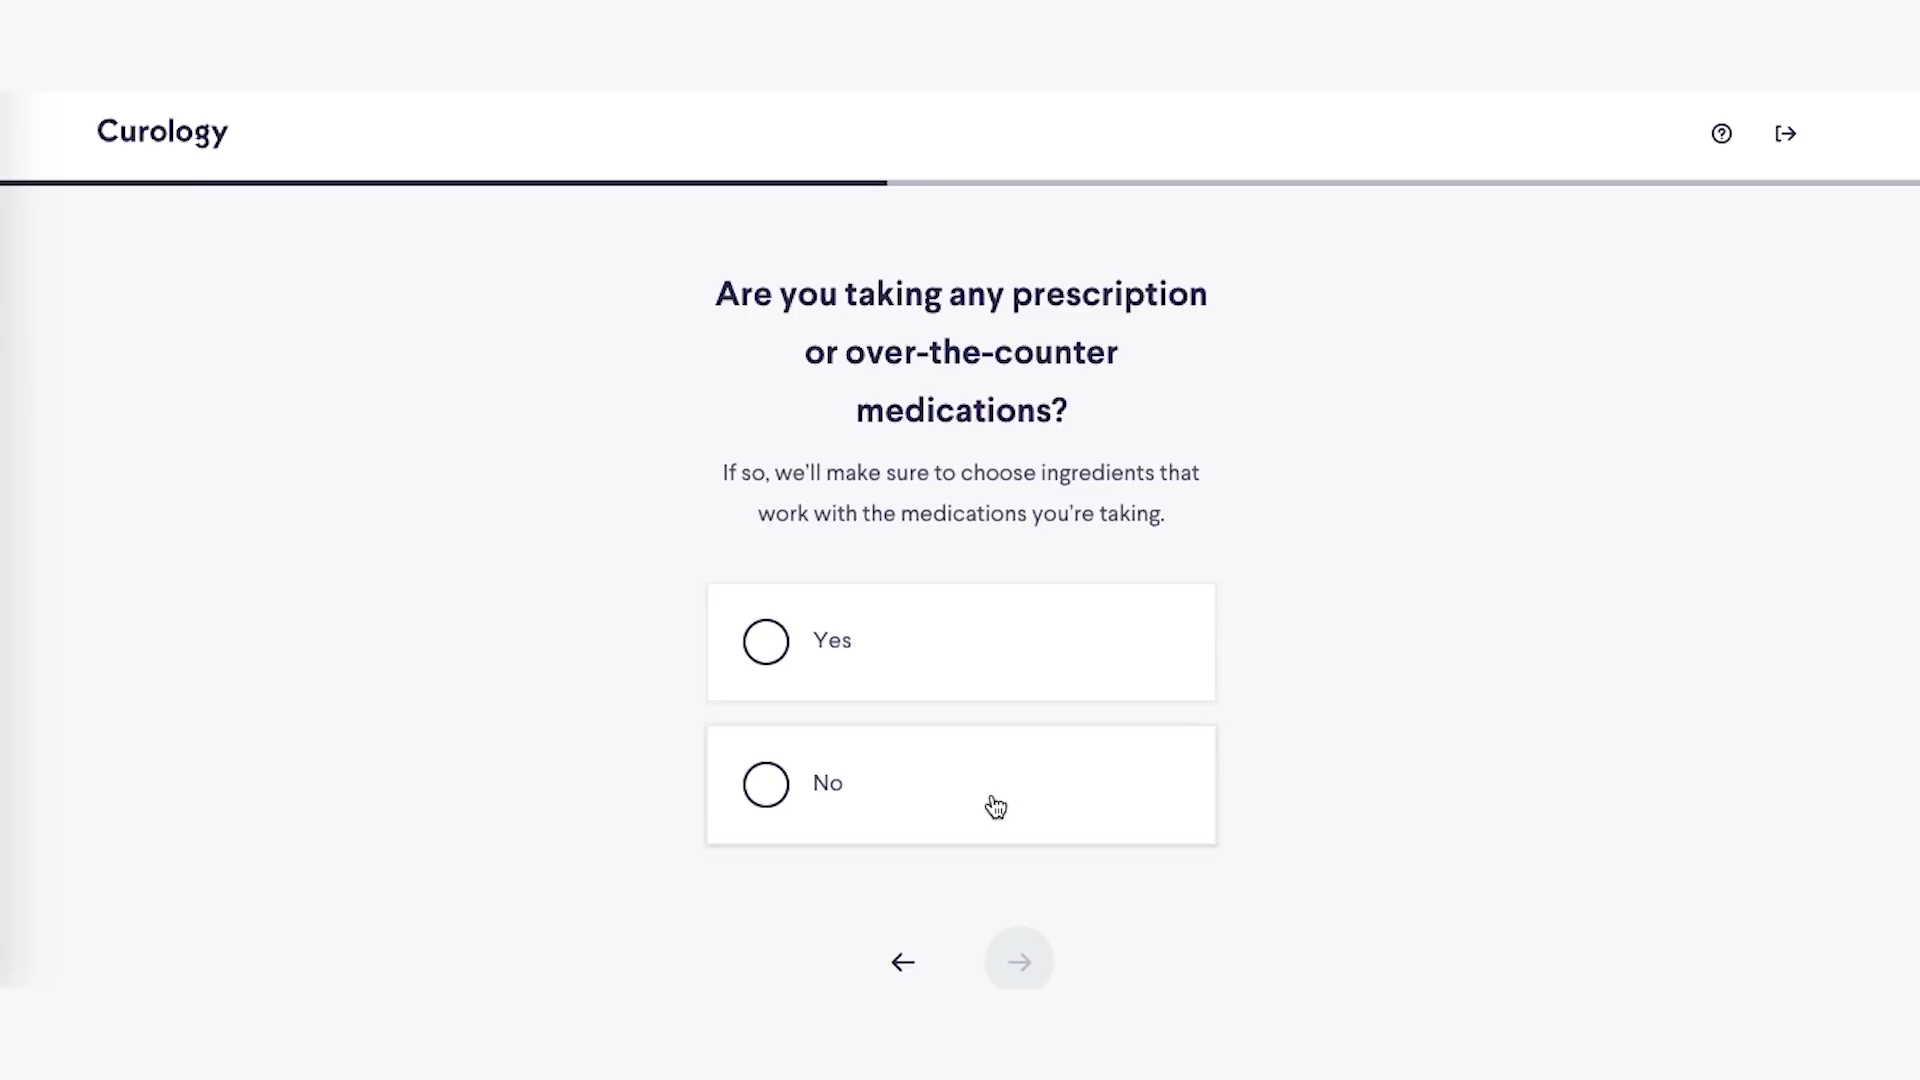 Curology
Are you taking any prescription
or over-the-counter
medications?
If so, we'll make sure to choose ingredients that
work with the medications you're taking.
Yes
No